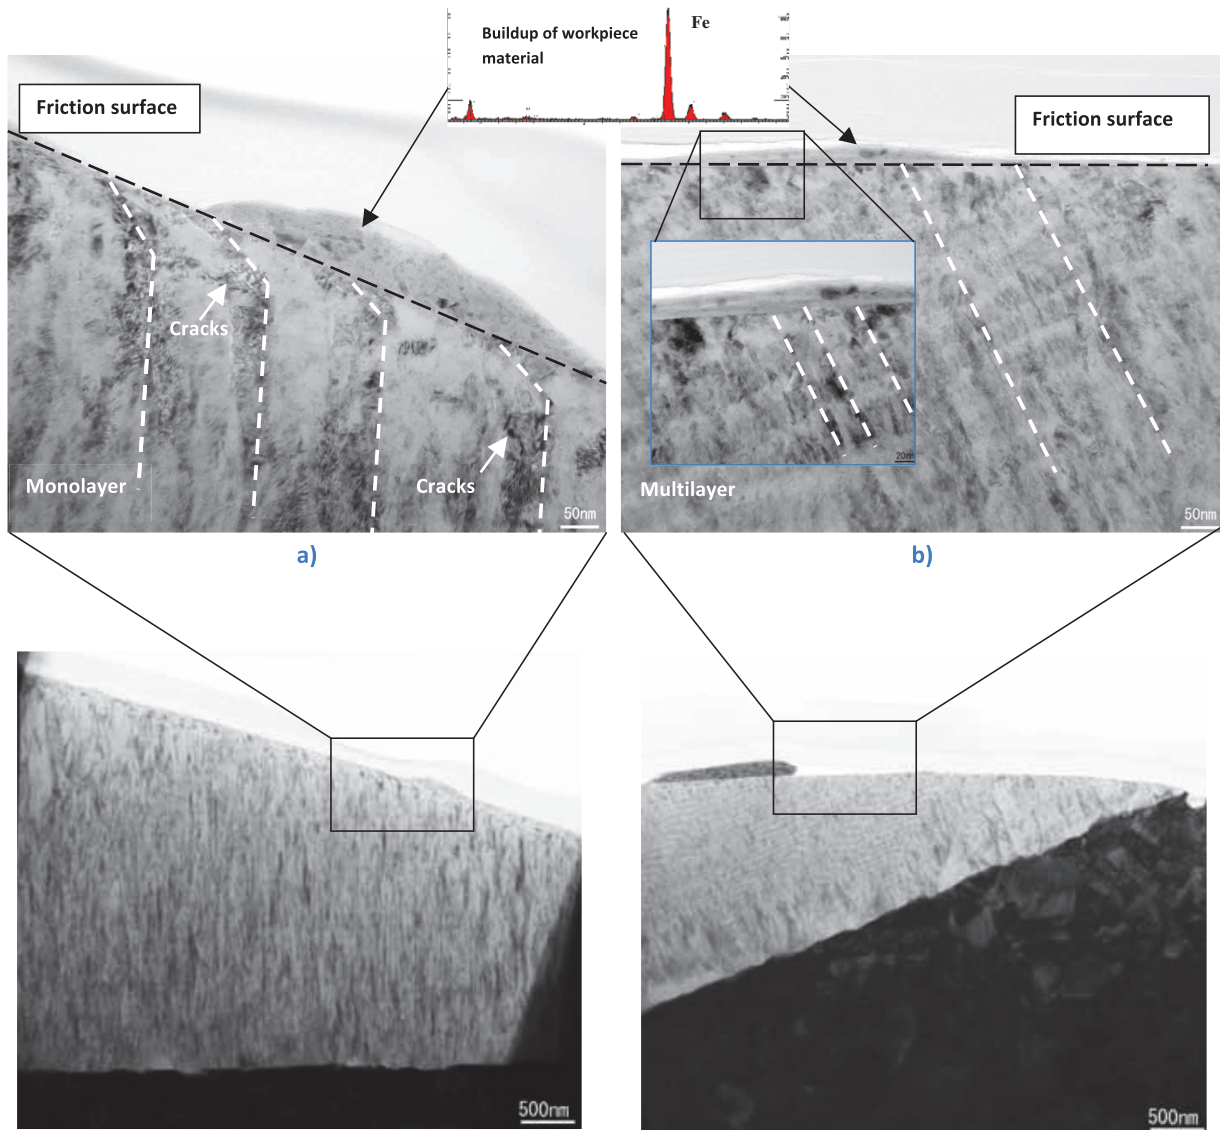 Buildup of workpiece
material
Fe
Friction surface
Friction surface
Cracks
Cracks
Monolayer
50nm
20nm
Multilayer
50nm
a)
b)
500nm
500nm